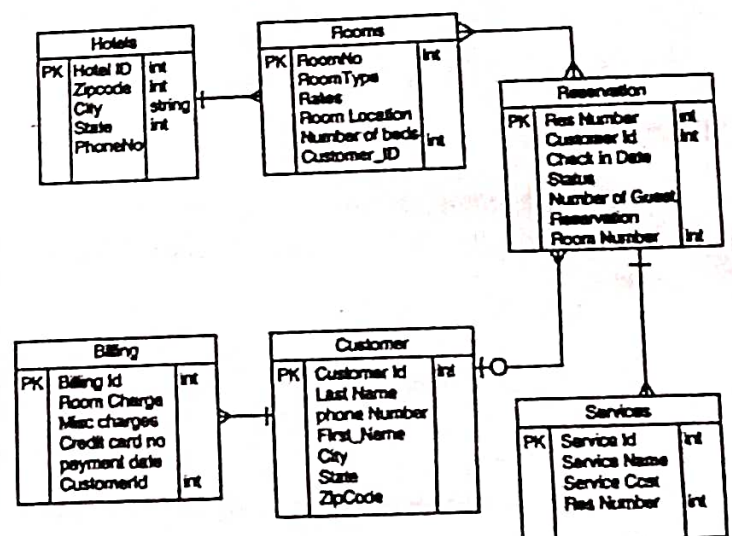 Hotels
PK Hotel ID int
Zipcode int
City string
State int
PhoneNo
Rooms
PK RoomNo int
RoomType
Rates
Room Location
Number of beds
Customer_ID int
Reservation
PK Res Number int
Customer Id int
Check in Date
Status
Number of Guest
Reservation
Room Number int
Billing
PK Billing Id int
Room Charge
Misc charges
Credit card no
payment date
CustomerId int
Customer
PK Customer Id int
Last Name
phone Number
First_Name
City
State
ZipCode
Services
PK Service Id int
Service Name
Service Cost
Res Number int